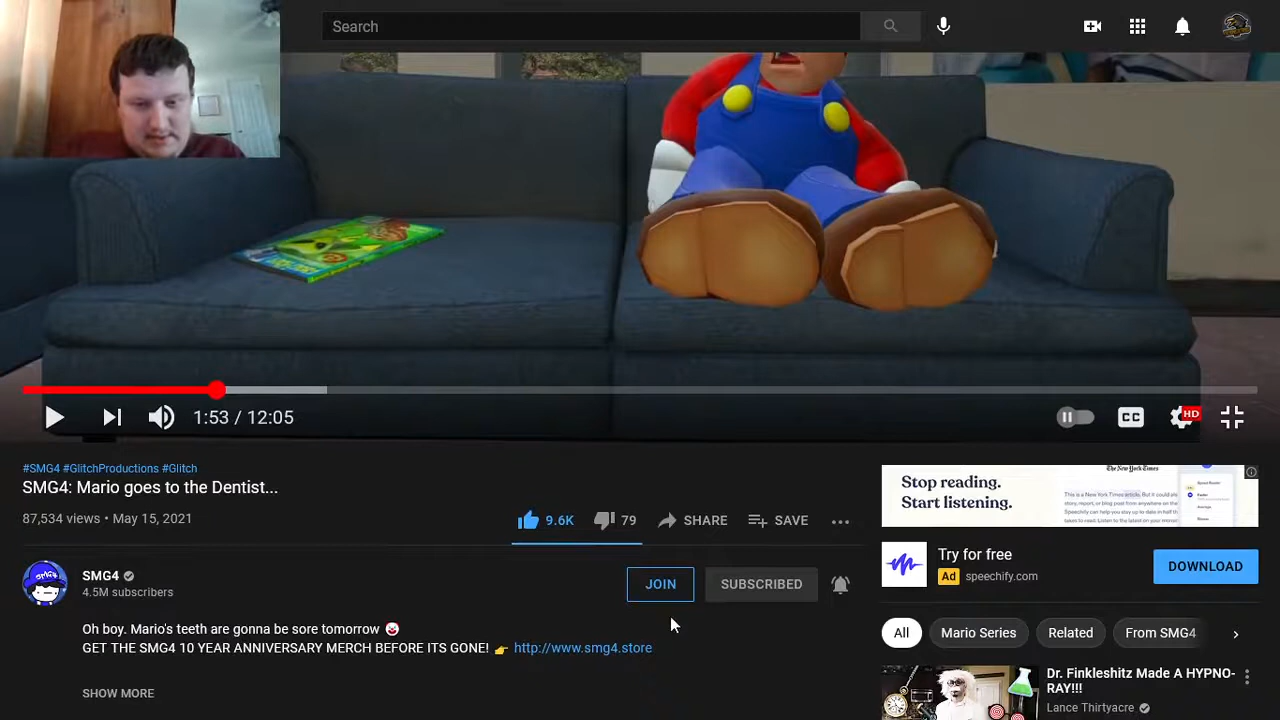 Search
1:53 / 12:05
CC
HD
#SMG4 #GlitchProductions #Glitch
SMG4: Mario goes to the Dentist...
87,534 views • May 15, 2021
9.6K
79
SHARE
SAVE
SMG4
4.5M subscribers
JOIN
SUBSCRIBED
Oh boy. Mario's teeth are gonna be sore tomorrow 🤡
GET THE SMG4 10 YEAR ANNIVERSARY MERCH BEFORE ITS GONE! 👉 http://www.smg4.store
SHOW MORE
The New York Times
Stop reading.
Start listening.
Try for free
Ad speechify.com
DOWNLOAD
All
Mario Series
Related
From SMG4
Dr. Finkleshitz Made A HYPNO-
RAY!!!
Lance Thirtyacre